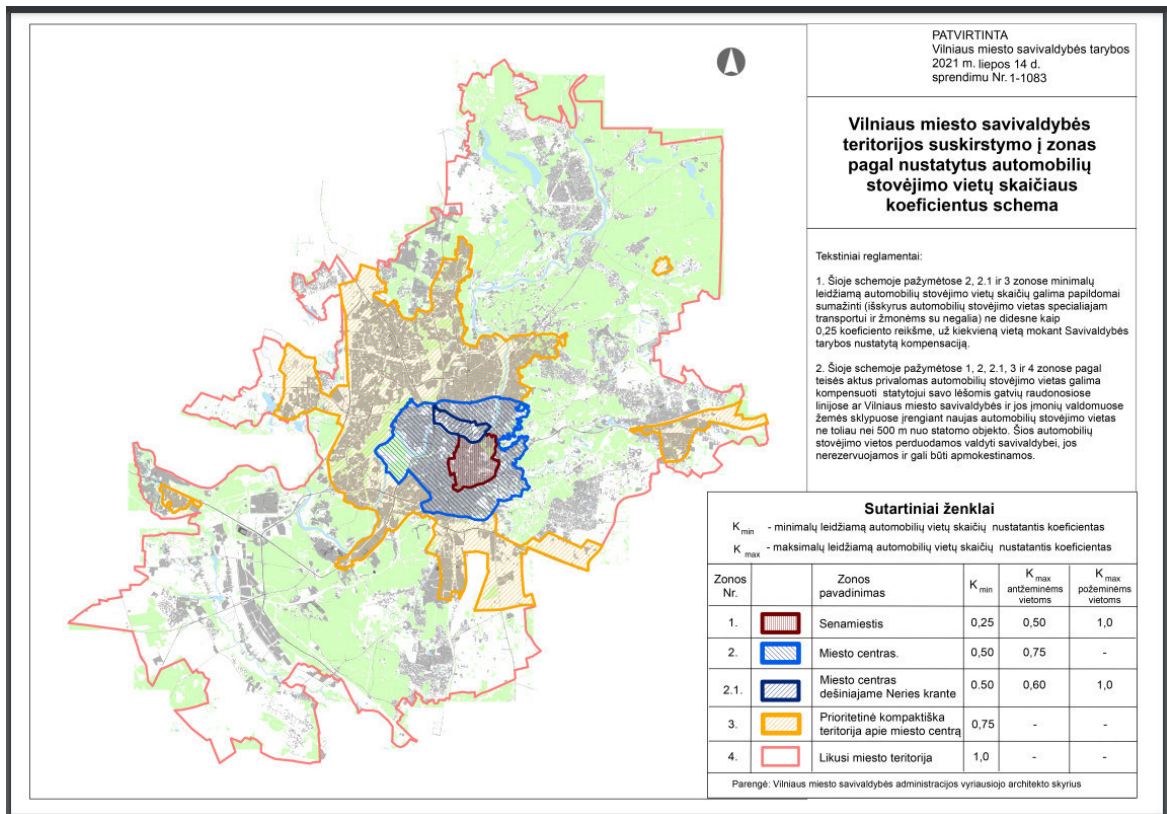 PATVIRTINTA
Vilniaus miesto savivaldybės tarybos
2021 m. liepos 14 d.
sprendimu Nr. 1-1083
Vilniaus miesto savivaldybės
teritorijos suskirstymo į zonas
pagal nustatytus automobilių
stovėjimo vietų skaičiaus
koeficientus schema
Tekstiniai reglamentai:
1. Šioje schemoje pažymėtose 2, 2.1 ir 3 zonose minimalų
leidžiamą automobilių stovėjimo vietų skaičių galima papildomai
sumažinti (išskyrus automobilių stovėjimo vietas specialiajam
transportui ir žmonėms su negalia) ne didesne kaip
0,25 koeficiento reikšme, už kiekvieną vietą mokant Savivaldybės
tarybos nustatytą kompensaciją.
2. Šioje schemoje pažymėtose 1, 2, 2.1, 3 ir 4 zonose pagal
teisės aktus privalomas automobilių stovėjimo vietas galima
kompensuoti statytojui savo lėšomis gatvių raudonosiose
linijose ar Vilniaus miesto savivaldybė ir jos įmonių valdomuose
žemės sklypuose įrengiant naujas automobilių stovėjimo vietas
ne toliau nei 500 m nuo statomo objekto. Šios automobilių
stovėjimo vietos perduodamos valdyti savivaldybei, jos
nerezervuojamos ir gali būti apmokestinamos.
Sutartiniai ženklai
K min - minimalų leidžiamą automobilių vietų skaičių nustatantis koeficientas
K max - maksimalų leidžiamą automobilių vietų skaičių nustatantis koeficientas
Zonos Nr. Zonos pavadinimas K min K max antžeminėms vietoms K max požeminėms vietoms
1. Senamiestis 0,25 0,50 1,0
2. Miesto centras. 0,50 0,75 -
2.1. Miesto centras dešiniajame Neries krante 0.50 0,60 1,0
3. Prioritetinė kompaktiška teritorija apie miesto centrą 0,75 - -
4. Likusi miesto teritorija 1,0 - -
Parengė: Vilniaus miesto savivaldybės administracijos vyriausiojo architekto skyrius